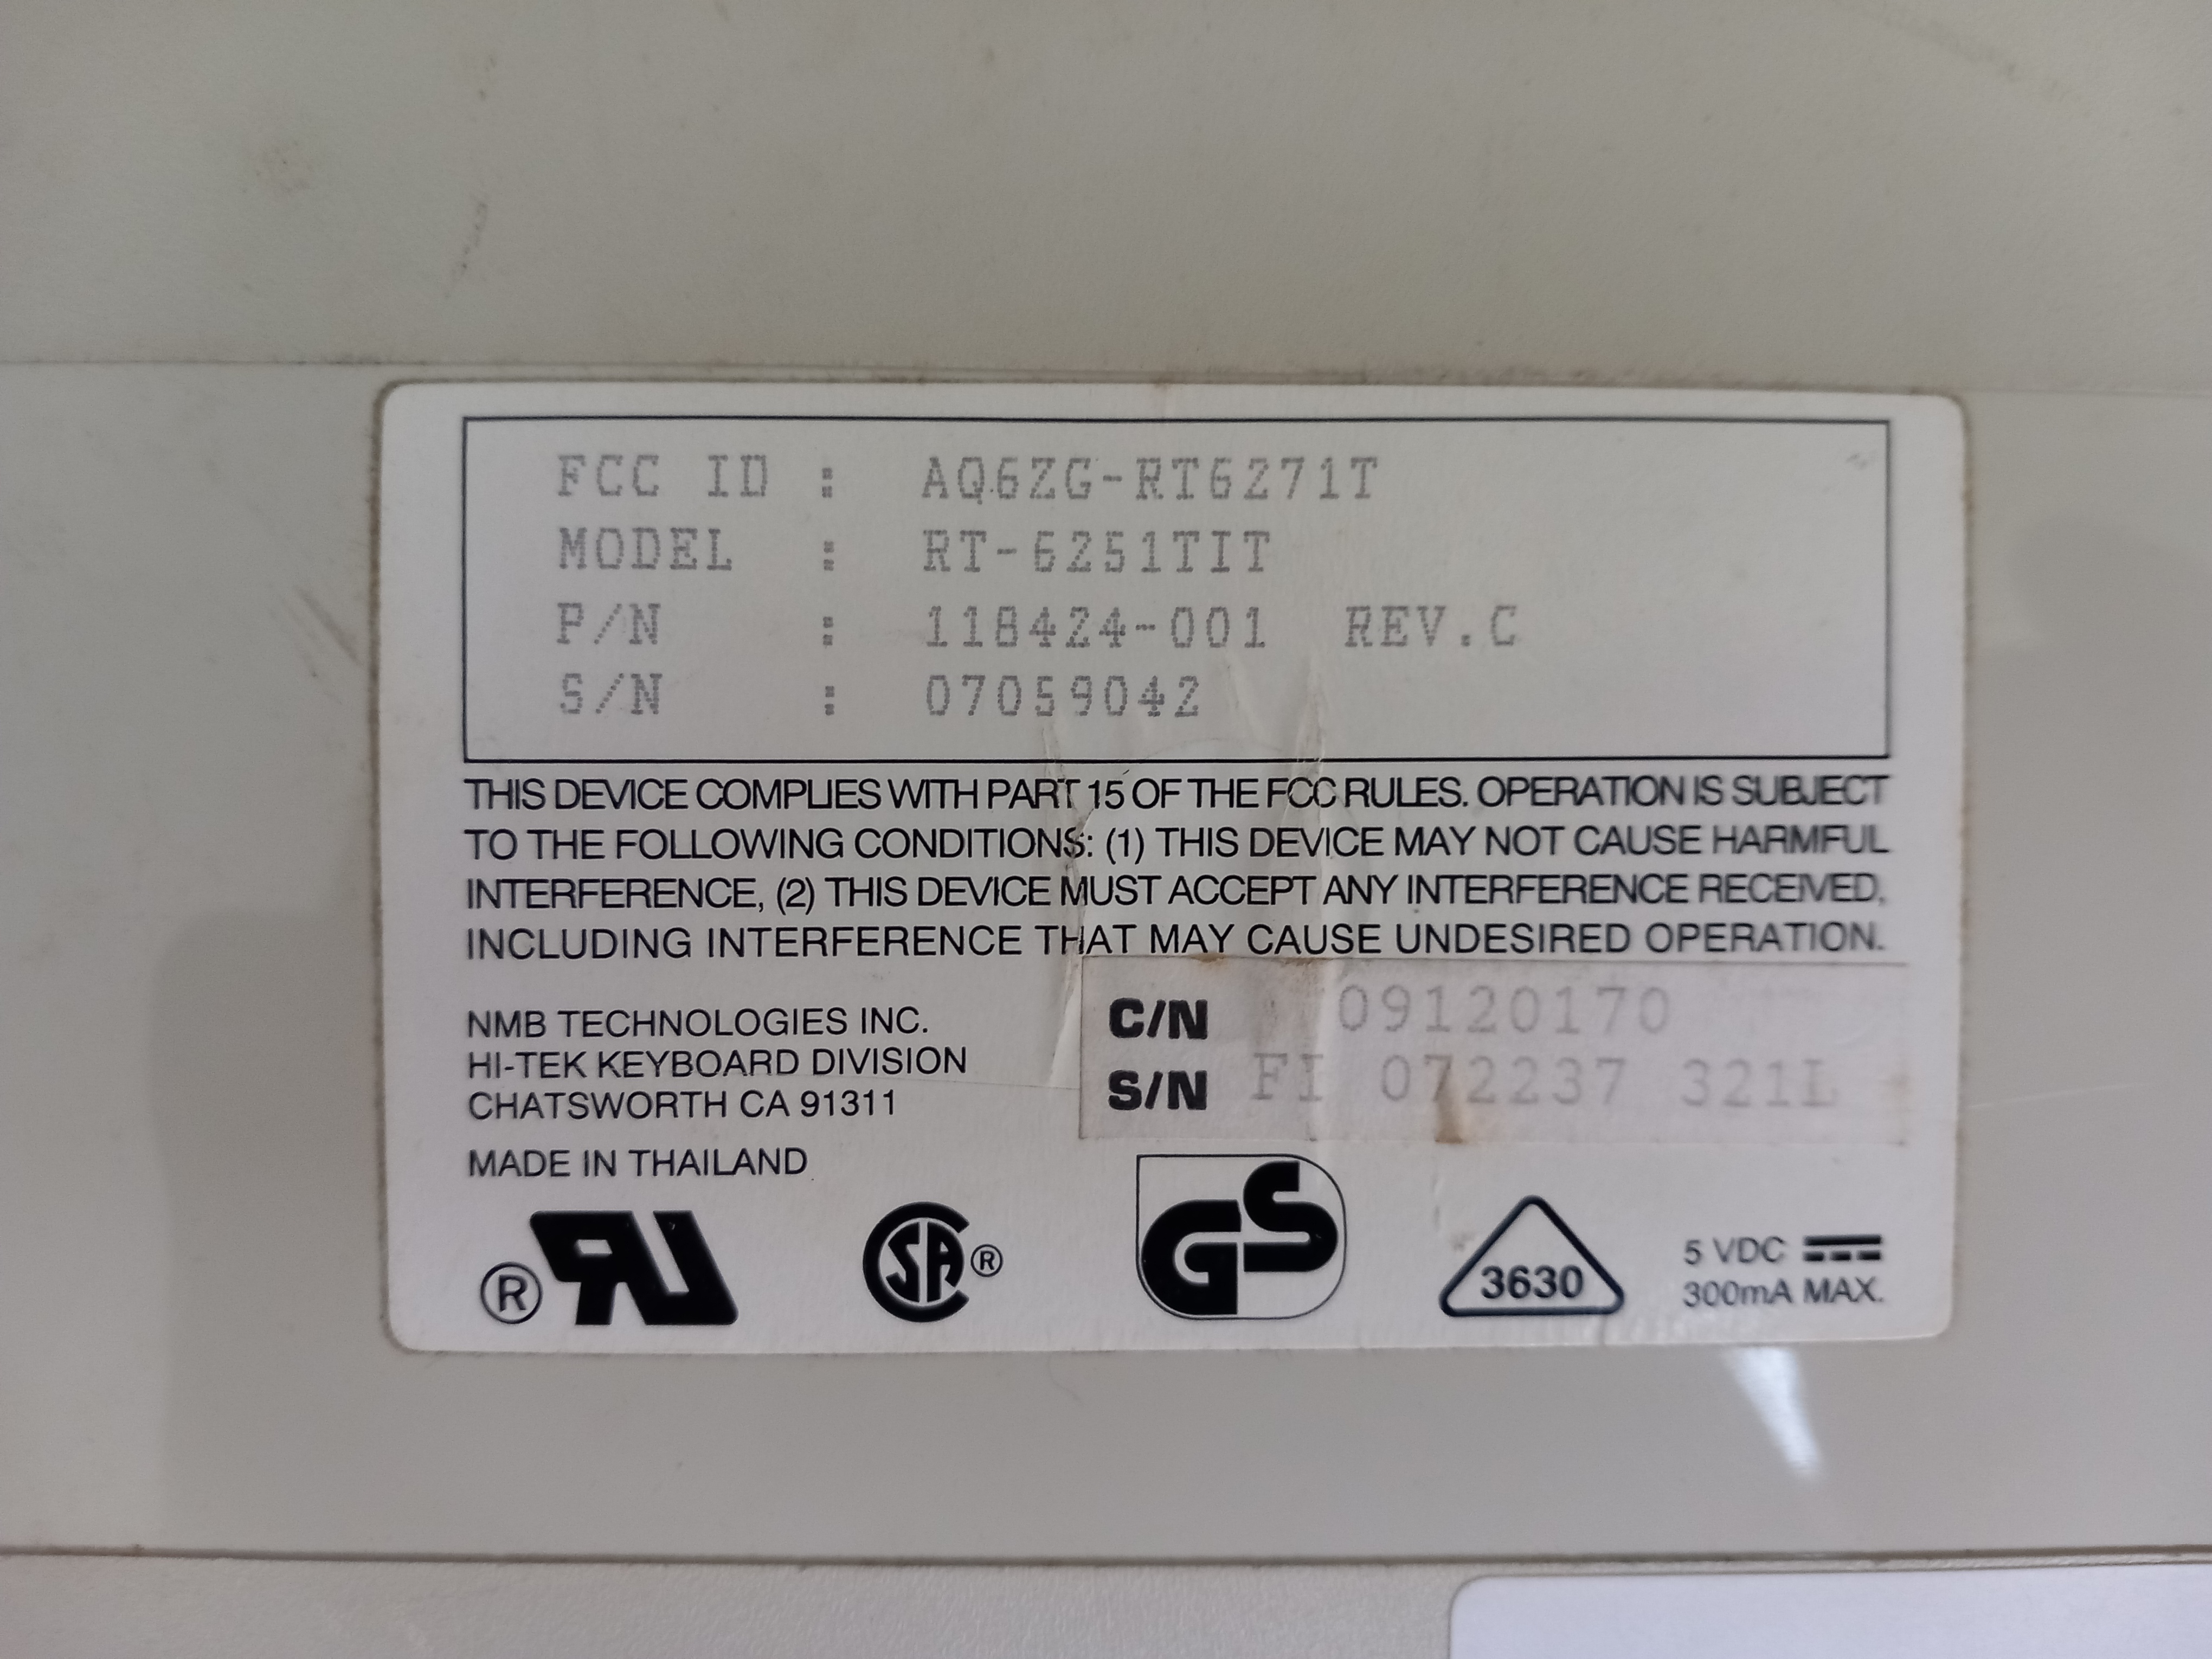 FCC ID : AQ6ZG-RT6271T
MODEL : RT-6251TIT
P/N : 118424-001 REV.C
S/N : 07059042
THIS DEVICE COMPLIES WITH PART 15 OF THE FCC RULES. OPERATION IS SUBJECT
TO THE FOLLOWING CONDITIONS: (1) THIS DEVICE MAY NOT CAUSE HARMFUL
INTERFERENCE, (2) THIS DEVICE MUST ACCEPT ANY INTERFERENCE RECEIVED,
INCLUDING INTERFERENCE THAT MAY CAUSE UNDESIRED OPERATION.
NMB TECHNOLOGIES INC.
HI-TEK KEYBOARD DIVISION
CHATSWORTH CA 91311
MADE IN THAILAND
C/N 09120170
S/N FI 072237 321L
® RU
SA ®
GS
3630
5 VDC
300mA MAX.